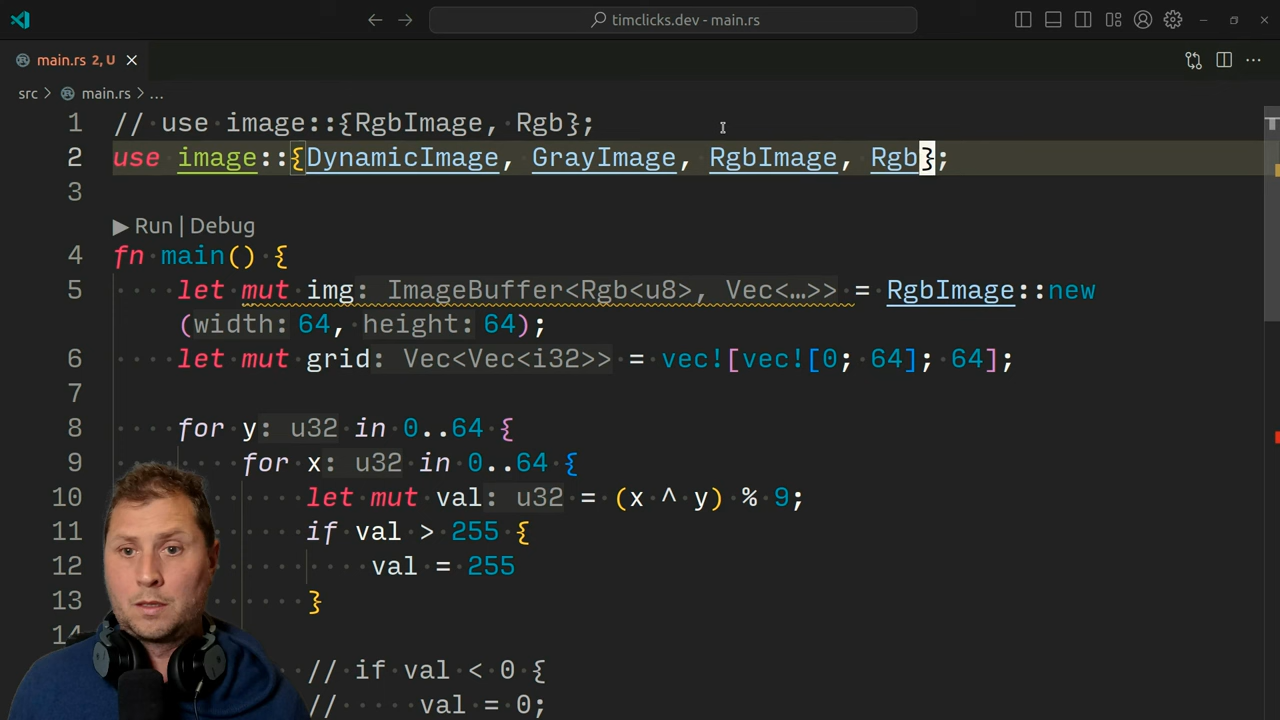 timclicks.dev - main.rs
main.rs 2, U
src > main.rs > ...
1 // use image::{RgbImage, Rgb};
2 use image::{DynamicImage, GrayImage, RgbImage, Rgb};
3
Run | Debug
4 fn main() {
5 let mut img: ImageBuffer<Rgb<u8>, Vec<…>> = RgbImage::new
(width: 64, height: 64);
6 let mut grid: Vec<Vec<i32>> = vec![vec![0; 64]; 64];
7
8 for y: u32 in 0..64 {
9 for x: u32 in 0..64 {
10 let mut val: u32 = (x ^ y) % 9;
11 if val > 255 {
12 val = 255
13 }
14
// if val < 0 {
// val = 0;